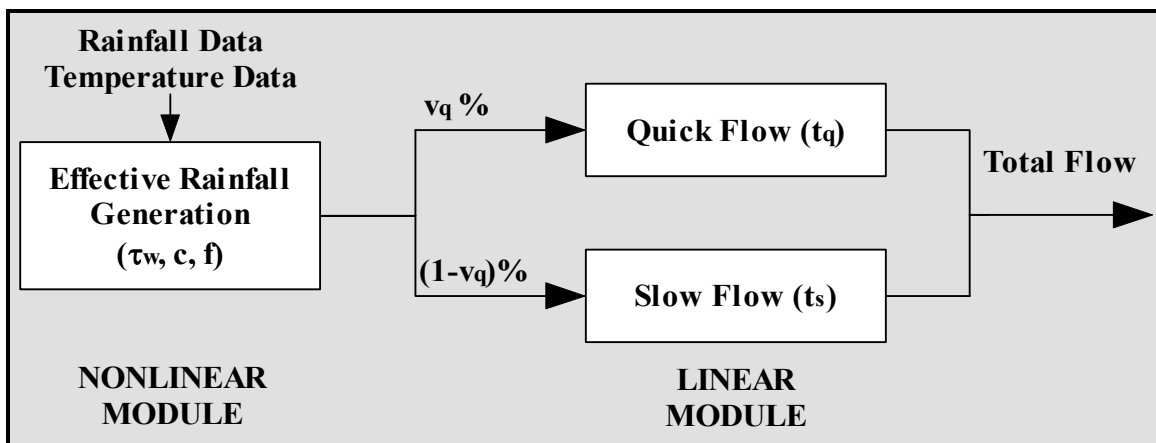 Rainfall Data
Temperature Data
Effective Rainfall
Generation
(τw, c, f)
vq %
(1-vq)%
Quick Flow (tq)
Slow Flow (ts)
Total Flow
NONLINEAR
MODULE
LINEAR
MODULE